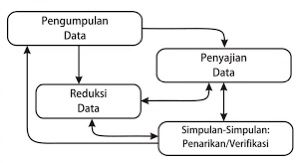 Pengumpulan
Data
Penyajian
Data
Reduksi
Data
Simpulan-Simpulan:
Penarikan/Verifikasi